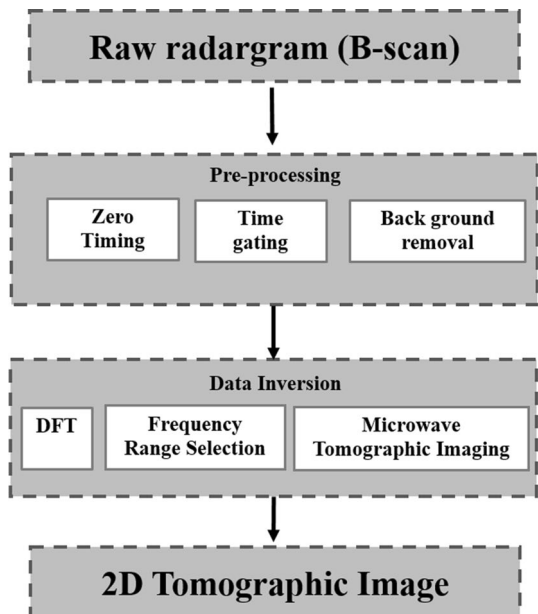 Raw radargram (B-scan)
Pre-processing
Zero
Timing
Time
gating
Back ground
removal
Data Inversion
DFT
Frequency
Range Selection
Microwave
Tomographic Imaging
2D Tomographic Image